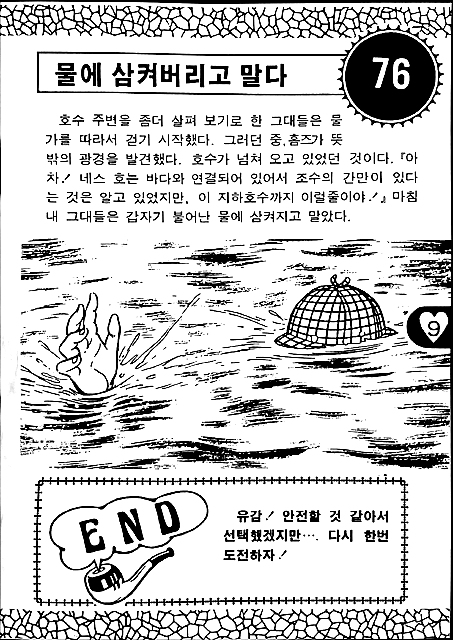 물에 삼켜버리고 말다
76
호수 주변을 좀더 살펴 보기로 한 그대들은 물
가를 따라서 걷기 시작했다. 그러던 중, 홈즈가 뜻
밖의 광경을 발견했다. 호수가 넘쳐 오고 있었던 것이다. 『아
차! 네스 호는 바다와 연결되어 있어서 조수의 간만이 있다
는 것은 알고 있었지만, 이 지하호수까지 이럴줄이야!』 마침
내 그대들은 갑자기 불어난 물에 삼켜지고 말았다.
9
END
유감! 안전할 것 같아서
선택했겠지만…. 다시 한번
도전하자!